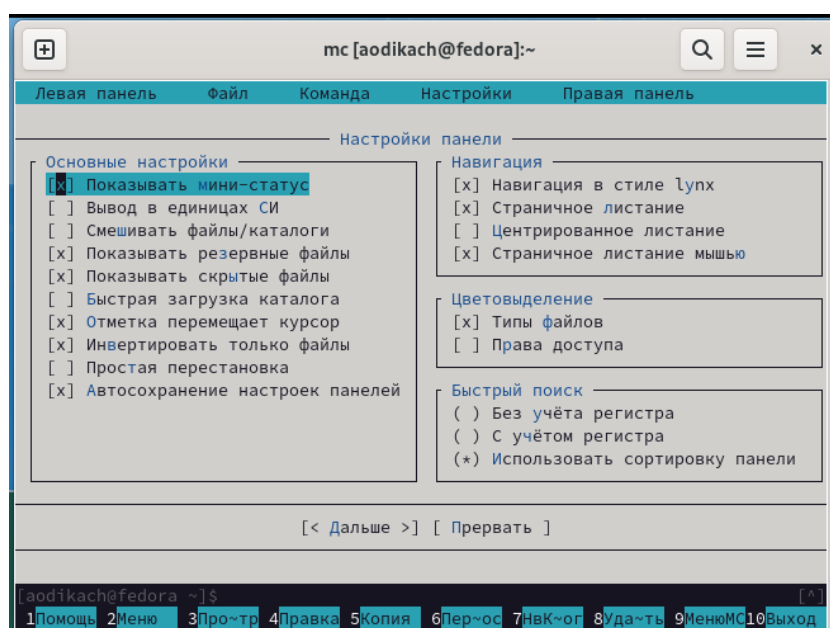 mc [aodikach@fedora]:~
Левая панель Файл Команда Настройки Правая панель
Настройки панели
Основные настройки
[x] Показывать мини-статус
[ ] Вывод в единицах СИ
[ ] Смешивать файлы/каталоги
[x] Показывать резервные файлы
[x] Показывать скрытые файлы
[ ] Быстрая загрузка каталога
[x] Отметка перемещает курсор
[x] Инвертировать только файлы
[ ] Простая перестановка
[x] Автосохранение настроек панелей
Навигация
[x] Навигация в стиле lynx
[x] Страничное листание
[ ] Центрированное листание
[x] Страничное листание мышью
Цветовыделение
[x] Типы файлов
[ ] Права доступа
Быстрый поиск
( ) Без учёта регистра
( ) С учётом регистра
(*) Использовать сортировку панели
[< Дальше >] [ Прервать ]
[aodikach@fedora ~]$ [^]
1Помощь 2Меню 3Про~тр 4Правка 5Копия 6Пер~ос 7НвК~ог 8Уда~ть 9МенюMC10Выход